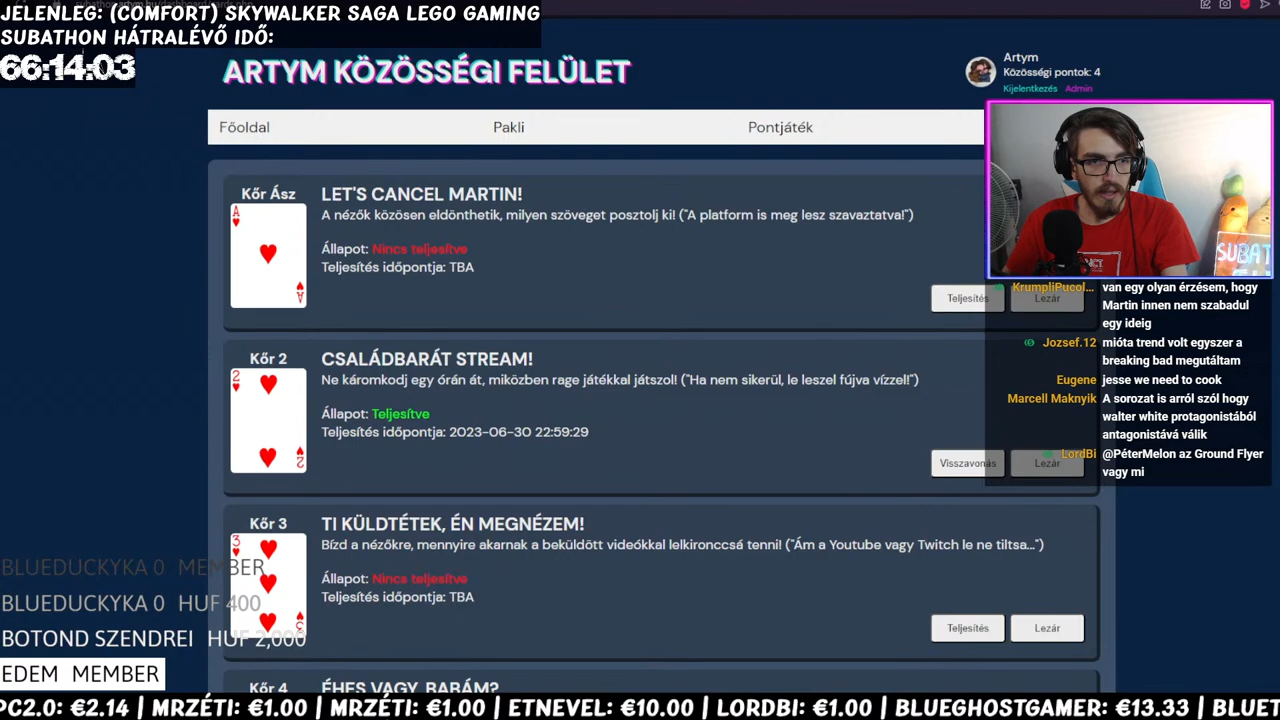 JELENLEG: (COMFORT) SKYWALKER SAGA LEGO GAMING
SUBATHON HÁTRALÉVŐ IDŐ:
66:14:03
ARTYM KÖZÖSSÉGI FELÜLET
Artym
Közösségi pontok: 4
Kijelentkezés Admin
Főoldal Pakli Pontjáték
Kőr Ász
A
A
LET'S CANCEL MARTIN!
A nézők közösen eldönthetik, milyen szöveget posztolj ki! ("A platform is meg lesz szavaztatva!")
Állapot: Nincs teljesítve
Teljesítés időpontja: TBA
Teljesítés Lezár
Kőr 2
2
2
CSALÁDBARÁT STREAM!
Ne káromkodj egy órán át, miközben rage játékkal játszol! ("Ha nem sikerül, le leszel fújva vízzel!")
Állapot: Teljesítve
Teljesítés időpontja: 2023-06-30 22:59:29
Visszavonás Lezár
Kőr 3
3
3
TI KÜLDTÉTEK, ÉN MEGNÉZEM!
Bízd a nézőkre, mennyire akarnak a beküldött videókkal lelkironccsá tenni! ("Ám a Youtube vagy Twitch le ne tiltsa...")
Állapot: Nincs teljesítve
Teljesítés időpontja: TBA
Teljesítés Lezár
Kőr 4
ÉHES VAGY, BABÁM?
SUBAT
KrumpliPucol... van egy olyan érzésem, hogy
Martin innen nem szabadul
egy ideig
Jozsef.12 mióta trend volt egyszer a
breaking bad megutáltam
Eugene jesse we need to cook
Marcell Maknyik A sorozat is arról szól hogy
walter white protagonistából
antagonistává válik
LordBi @PéterMelon az Ground Flyer
vagy mi
BLUEDUCKYKA 0 MEMBER
BLUEDUCKYKA 0 HUF 400
BOTOND SZENDREI HUF 2,000
EDEM MEMBER
PC2.0: €2.14 | MRZÉTI: €1.00 | MRZÉTI: €1.00 | ETNEVEL: €10.00 | LORDBI: €1.00 | BLUEGHOSTGAMER: €13.33 | BLUET